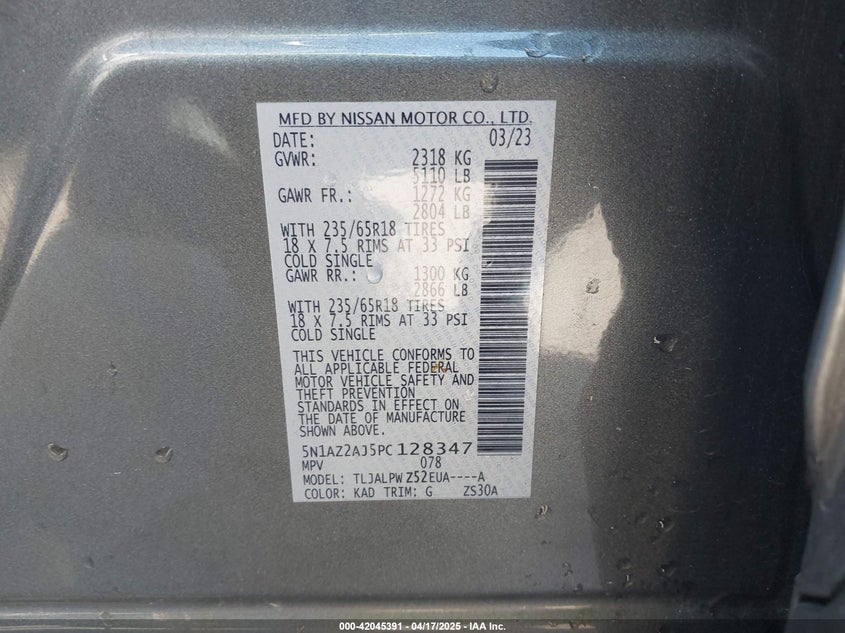 MFD BY NISSAN MOTOR CO., LTD.
DATE: 03/23
GVWR: 2318 KG
5110 LB
GAWR FR.: 1272 KG
2804 LB
WITH 235/65R18 TIRES
18 X 7.5 RIMS AT 33 PSI
COLD SINGLE
GAWR RR.: 1300 KG
2866 LB
WITH 235/65R18 TIRES
18 X 7.5 RIMS AT 33 PSI
COLD SINGLE
THIS VEHICLE CONFORMS TO
ALL APPLICABLE FEDERAL
MOTOR VEHICLE SAFETY AND
THEFT PREVENTION
STANDARDS IN EFFECT ON
THE DATE OF MANUFACTURE
SHOWN ABOVE.
5N1AZ2AJ5PC128347
MPV 078
MODEL: TLJALPWZ52EUA----A
COLOR: KAD TRIM: G ZS30A
000-42045391 - 04/17/2025 - IAA Inc.